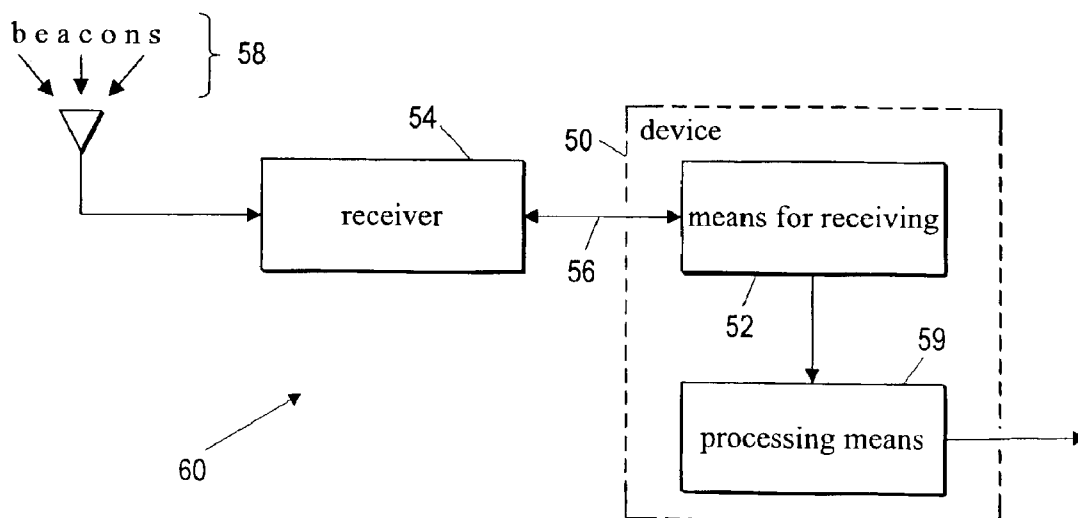 beacons
58
54
50
device
receiver
means for receiving
56
52
59
processing means
60